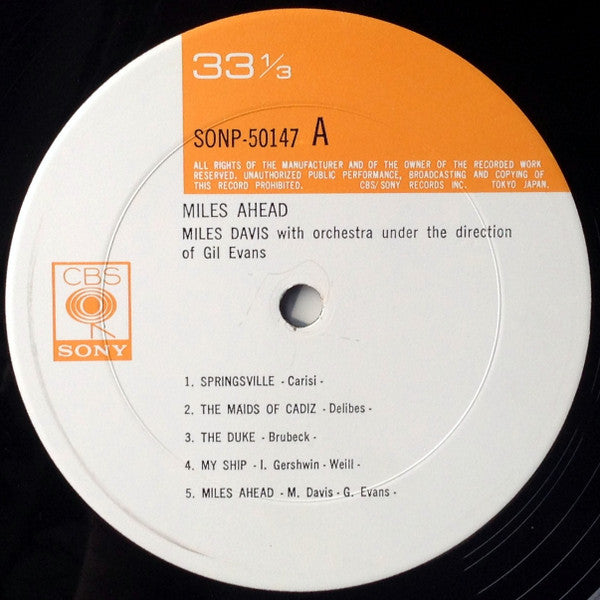 33 1/3
SONP-50147 A
ALL RIGHTS OF THE MANUFACTURER AND OF THE OWNER OF THE RECORDED WORK
RESERVED. UNAUTHORIZED PUBLIC PERFORMANCE, BROADCASTING AND COPYING OF
THIS RECORD PROHIBITED. CBS/SONY RECORDS INC. TOKYO JAPAN.
MILES AHEAD
MILES DAVIS with orchestra under the direction
of Gil Evans
CBS
SONY
1. SPRINGSVILLE - Carisi -
2. THE MAIDS OF CADIZ - Delibes -
3. THE DUKE - Brubeck -
4. MY SHIP - I. Gershwin - Weill -
5. MILES AHEAD - M. Davis - G. Evans -